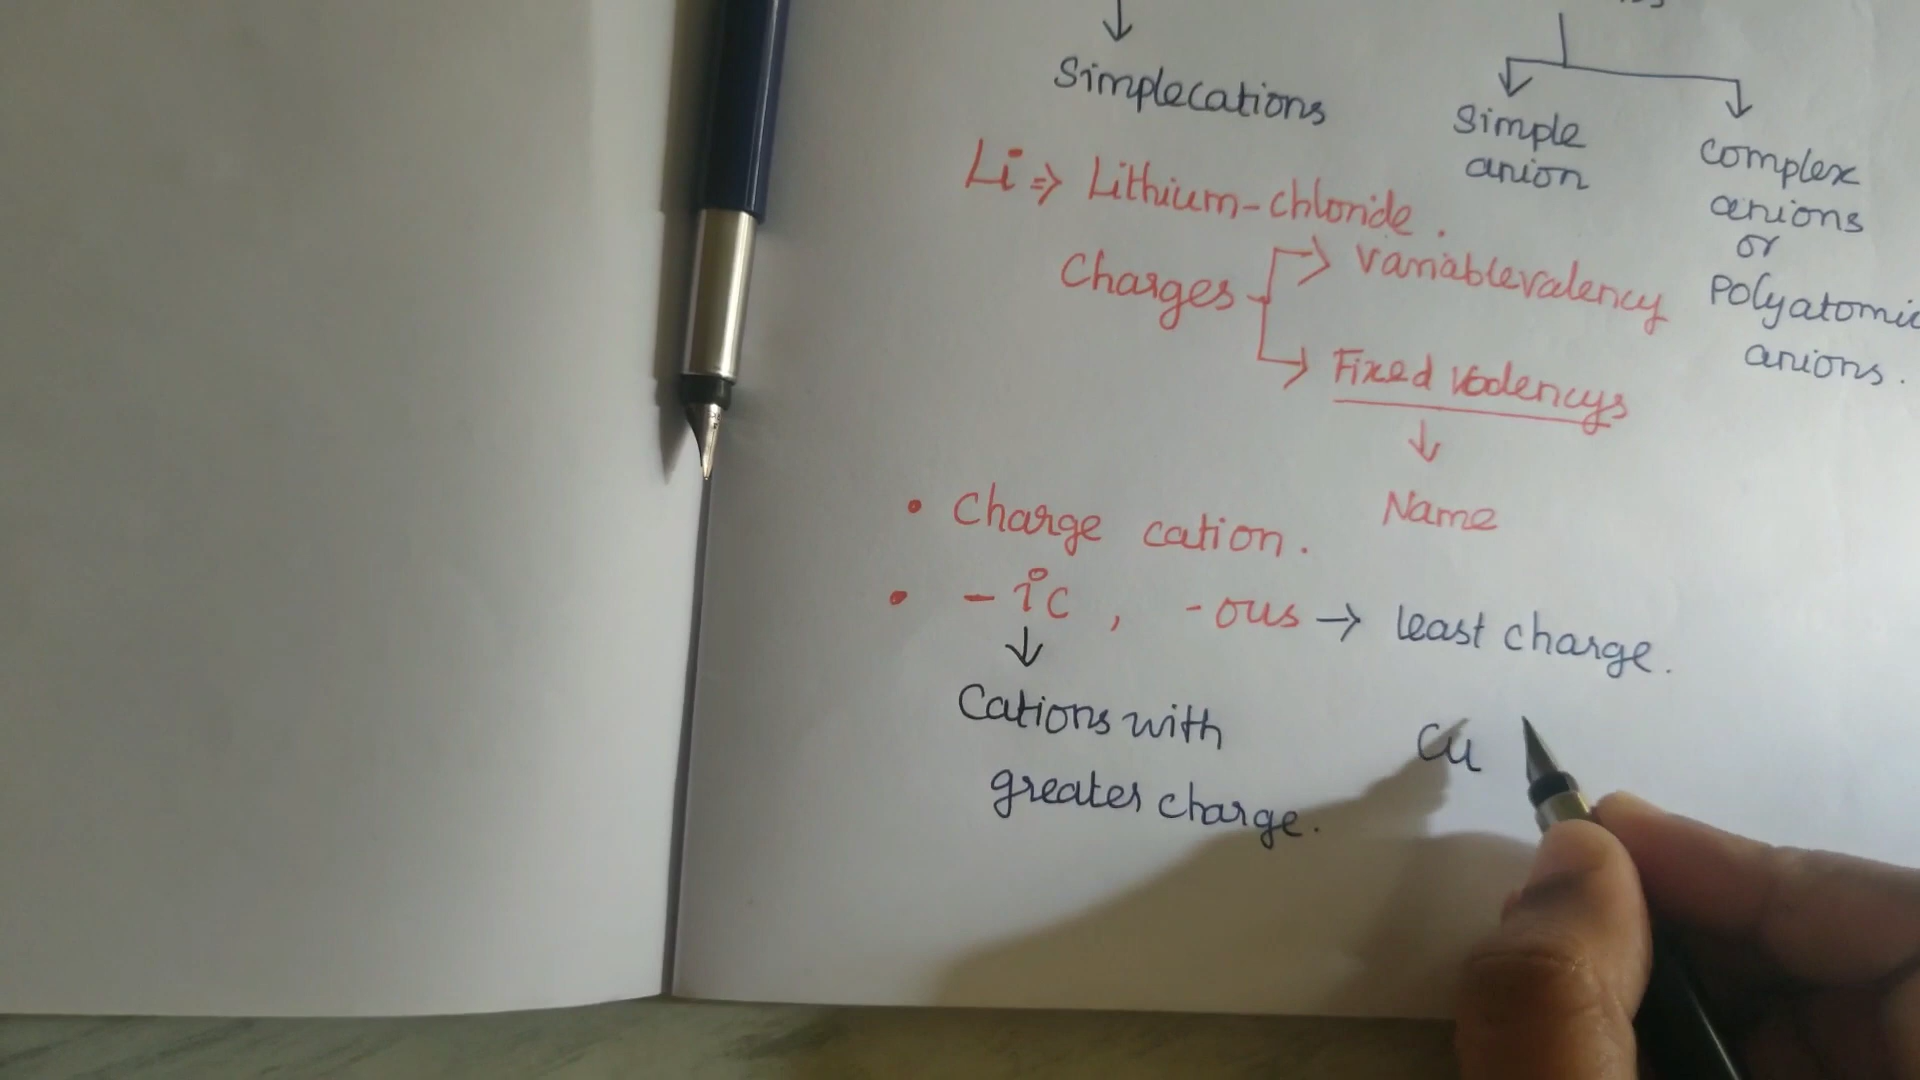 Simplecations
Simple
anion
complex
anions
or
Polyatomic
anions.
Li => Lithium-chloride.
Charges
variablevalency
Fixed valencys
Name
• Charge cation.
• -ic , -ous → least charge.
Cations with
greater charge.
Cu